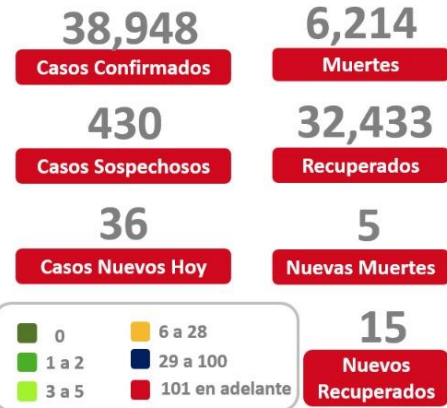 38,948
Casos Confirmados
6,214
Muertes
430
Casos Sospechosos
32,433
Recuperados
36
Casos Nuevos Hoy
5
Nuevas Muertes
0
1 a 2
3 a 5
6 a 28
29 a 100
101 en adelante
15
Nuevos
Recuperados